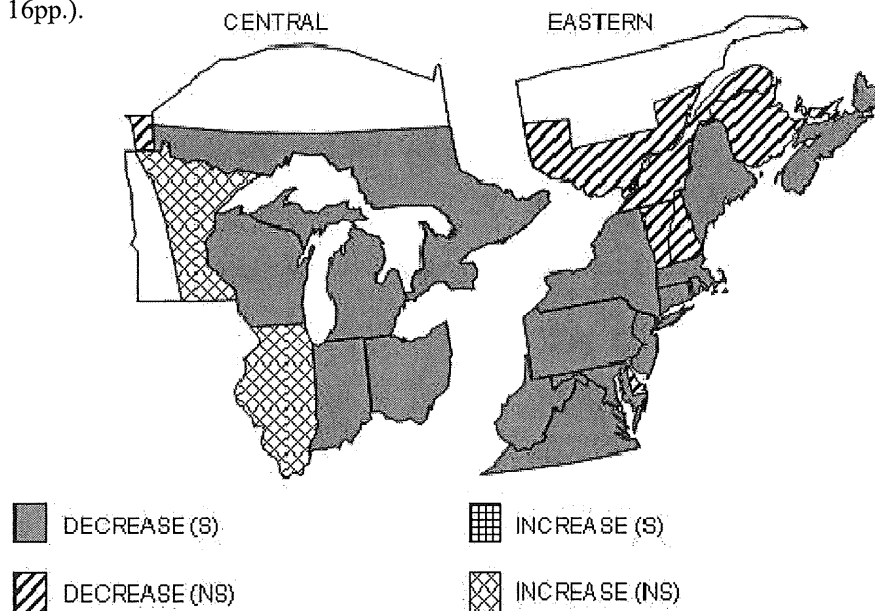 16pp.).
CENTRAL EASTERN
DECREASE (S) INCREASE (S)
DECREASE (NS) INCREASE (NS)